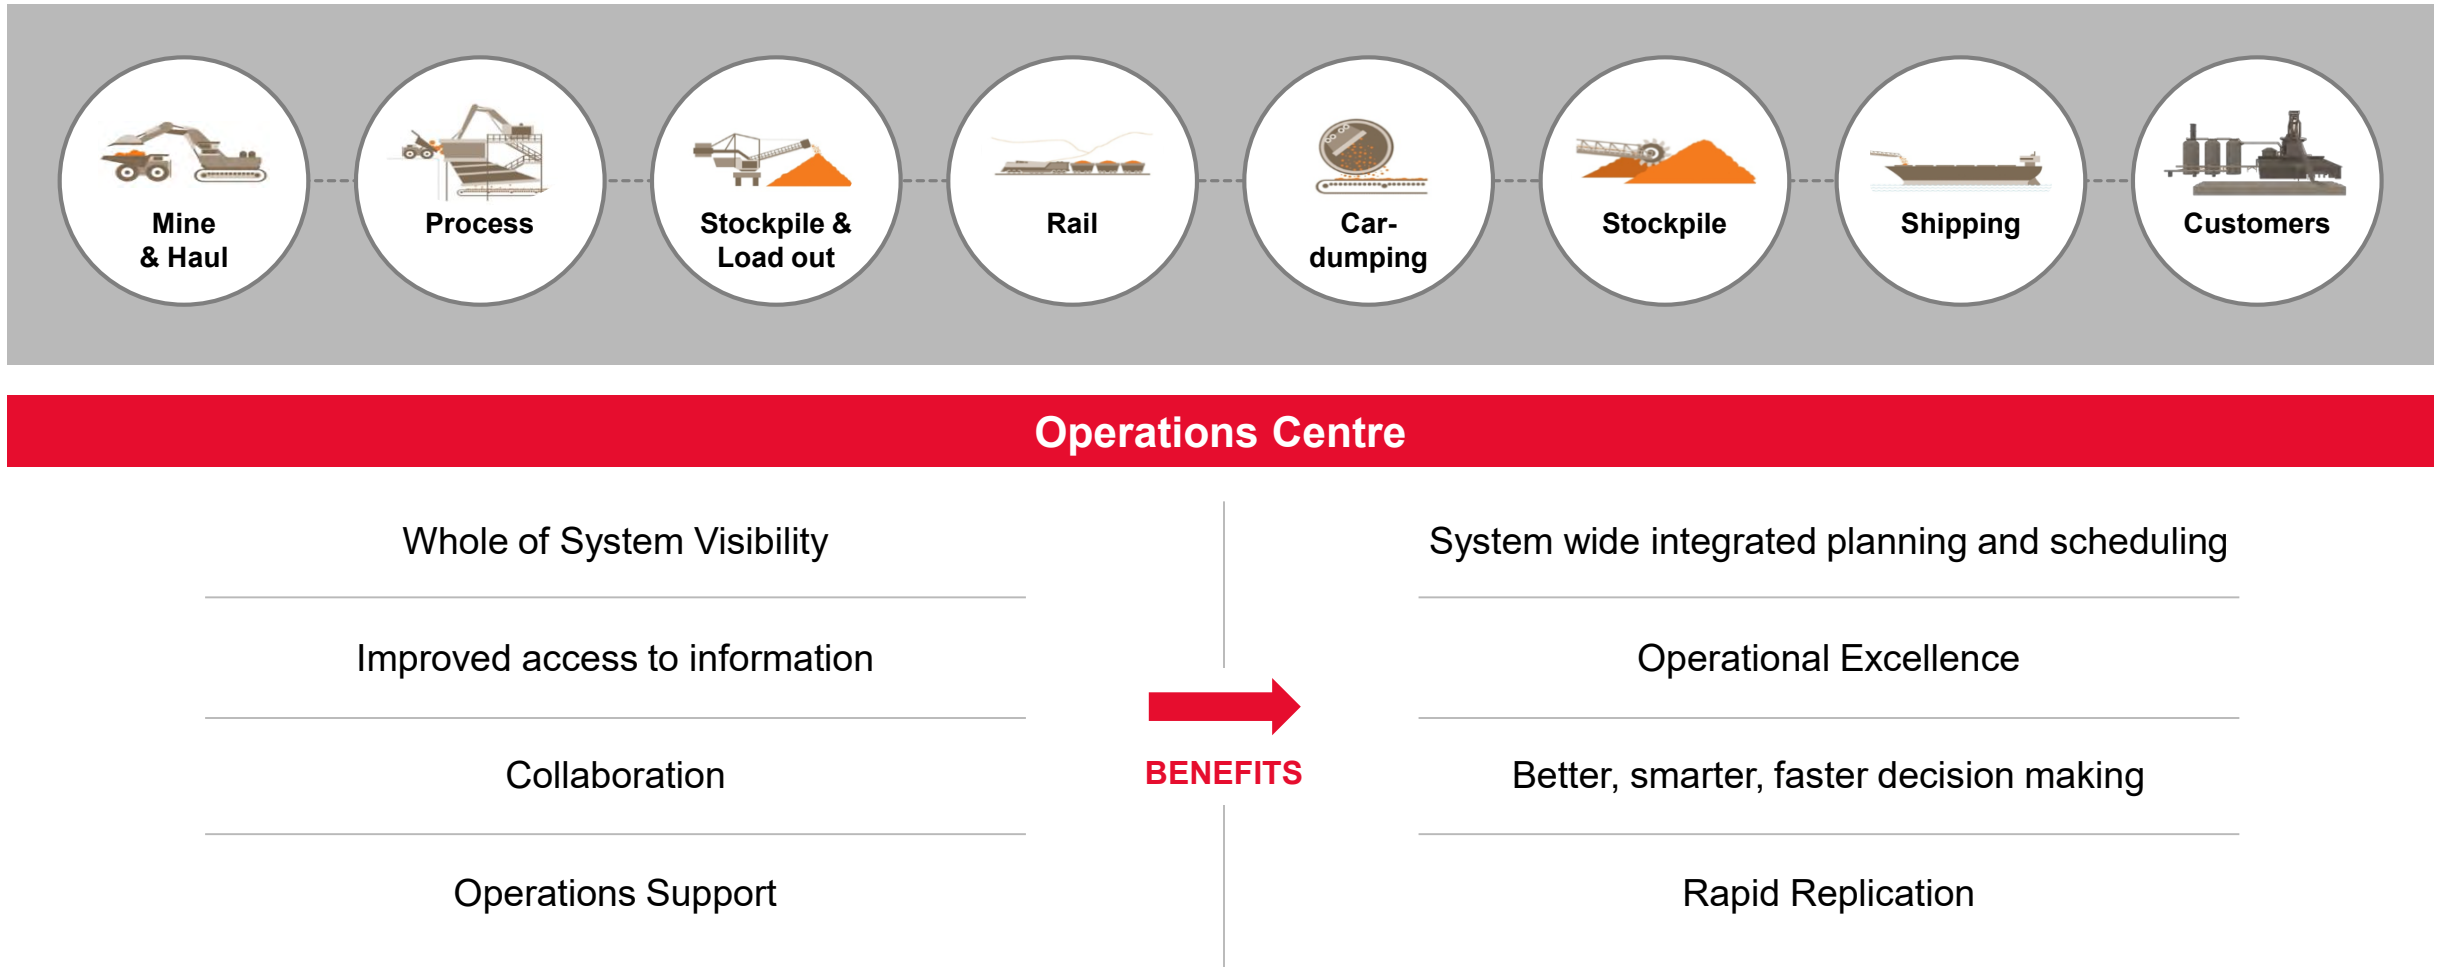 Mine
& Haul
Process
Stockpile &
Load out
Rail
Car-
dumping
Stockpile
Shipping
Customers
Operations Centre
Whole of System Visibility
Improved access to information
Collaboration
Operations Support
BENEFITS
System wide integrated planning and scheduling
Operational Excellence
Better, smarter, faster decision making
Rapid Replication